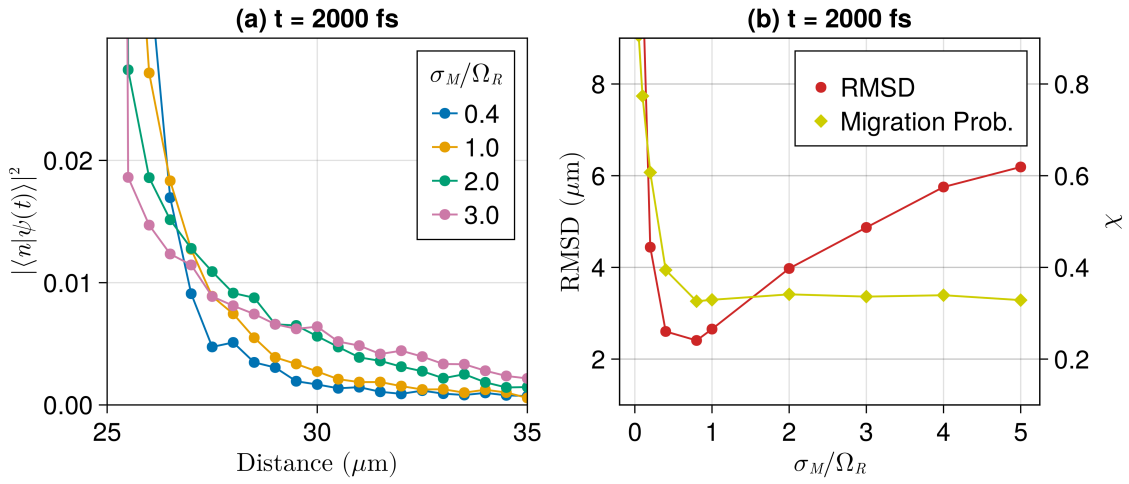 (a) t = 2000 fs
|⟨n|ψ(t)⟩|²
0.02
0.01
0.00
25
30
35
Distance (μm)
σ_M/Ω_R
0.4
1.0
2.0
3.0
(b) t = 2000 fs
RMSD (μm)
8
6
4
2
0
1
2
3
4
5
σ_M/Ω_R
RMSD
Migration Prob.
0.8
0.6
0.4
0.2
χ